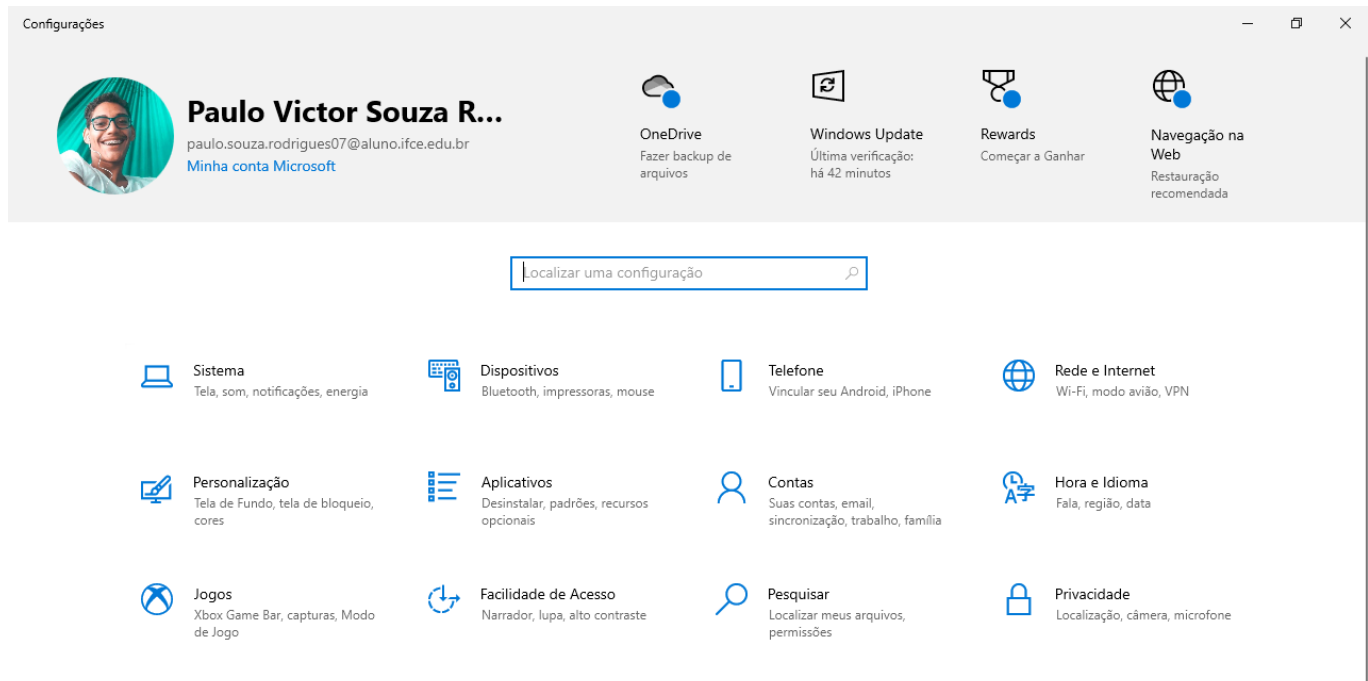 Configurações
Paulo Victor Souza R...
paulo.souza.rodrigues07@aluno.ifce.edu.br
Minha conta Microsoft
OneDrive
Fazer backup de
arquivos
Windows Update
Última verificação:
há 42 minutos
Rewards
Começar a Ganhar
Navegação na
Web
Restauração
recomendada
Localizar uma configuração
Sistema
Tela, som, notificações, energia
Dispositivos
Bluetooth, impressoras, mouse
Telefone
Vincular seu Android, iPhone
Rede e Internet
Wi-Fi, modo avião, VPN
Personalização
Tela de Fundo, tela de bloqueio,
cores
Aplicativos
Desinstalar, padrões, recursos
opcionais
Contas
Suas contas, email,
sincronização, trabalho, família
Hora e Idioma
Fala, região, data
Jogos
Xbox Game Bar, capturas, Modo
de Jogo
Facilidade de Acesso
Narrador, lupa, alto contraste
Pesquisar
Localizar meus arquivos,
permissões
Privacidade
Localização, câmera, microfone